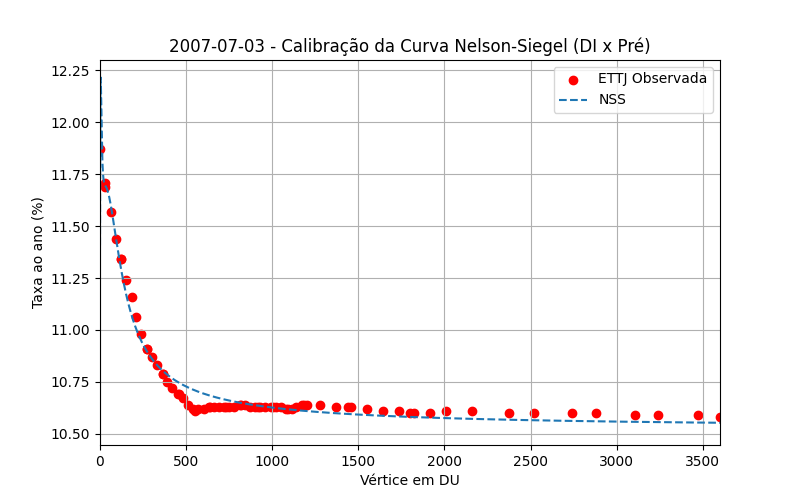 2007-07-03 - Calibração da Curva Nelson-Siegel (DI x Pré)
ETTJ Observada
NSS
Taxa ao ano (%)
12.25
12.00
11.75
11.50
11.25
11.00
10.75
10.50
0 500 1000 1500 2000 2500 3000 3500
Vértice em DU